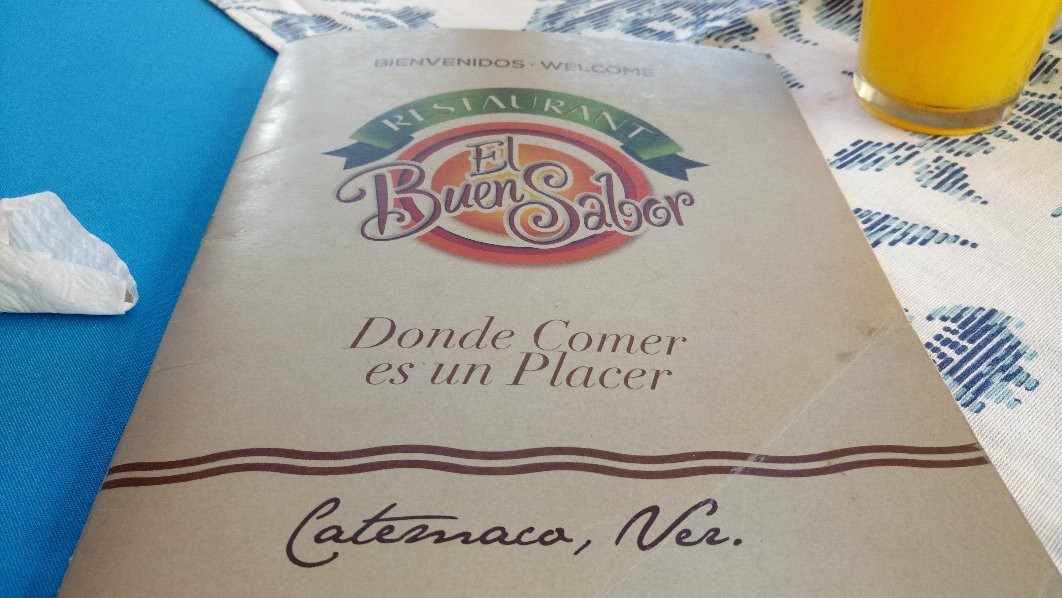 BIENVENIDOS · WELCOME
RESTAURANT
El
Buen Sabor
Donde Comer
es un Placer
Catemaco, Ver.